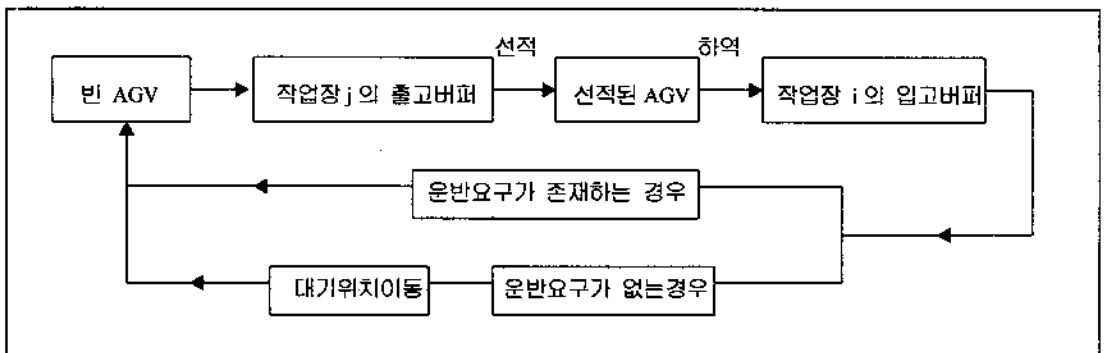 선적
하역
빈 AGV
작업장 j 의 출고버퍼
선적된 AGV
작업장 i 의 입고버퍼
운반요구가 존재하는 경우
대기위치이동
운반요구가 없는경우